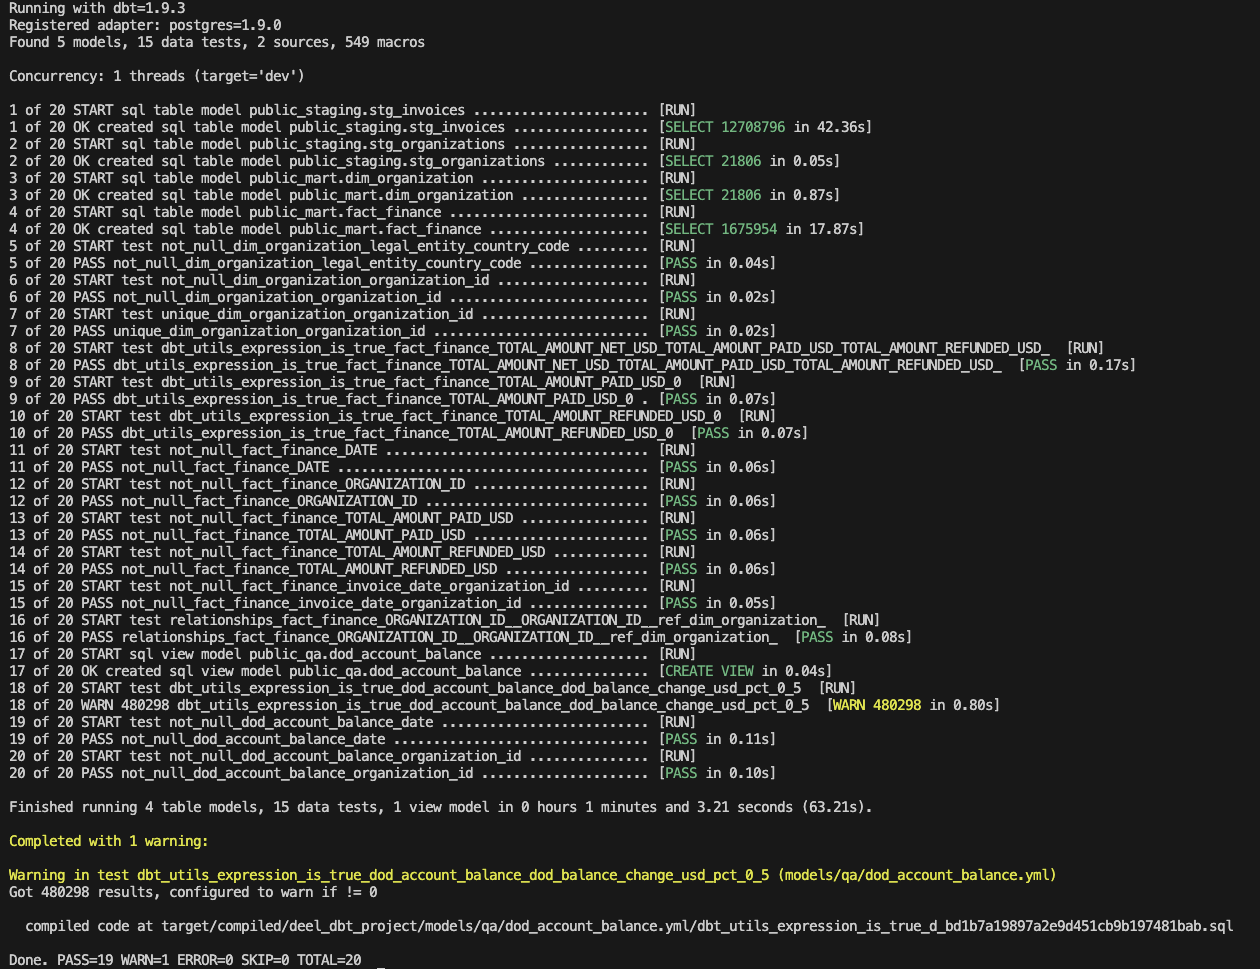 Running with dbt=1.9.3
Registered adapter: postgres=1.9.0
Found 5 models, 15 data tests, 2 sources, 549 macros
Concurrency: 1 threads (target='dev')
1 of 20 START sql table model public_staging.stg_invoices ...................... [RUN]
1 of 20 OK created sql table model public_staging.stg_invoices ................. [SELECT 12708796 in 42.36s]
2 of 20 START sql table model public_staging.stg_organizations ................. [RUN]
2 of 20 OK created sql table model public_staging.stg_organizations ............ [SELECT 21806 in 0.05s]
3 of 20 START sql table model public_mart.dim_organization ..................... [RUN]
3 of 20 OK created sql table model public_mart.dim_organization ................ [SELECT 21806 in 0.87s]
4 of 20 START sql table model public_mart.fact_finance ......................... [RUN]
4 of 20 OK created sql table model public_mart.fact_finance .................... [SELECT 1675954 in 17.87s]
5 of 20 START test not_null_dim_organization_legal_entity_country_code ......... [RUN]
5 of 20 PASS not_null_dim_organization_legal_entity_country_code ............... [PASS in 0.04s]
6 of 20 START test not_null_dim_organization_organization_id ................... [RUN]
6 of 20 PASS not_null_dim_organization_organization_id ......................... [PASS in 0.02s]
7 of 20 START test unique_dim_organization_organization_id ..................... [RUN]
7 of 20 PASS unique_dim_organization_organization_id ........................... [PASS in 0.02s]
8 of 20 START test dbt_utils_expression_is_true_fact_finance_TOTAL_AMOUNT_NET_USD_TOTAL_AMOUNT_PAID_USD_TOTAL_AMOUNT_REFUNDED_USD_ [RUN]
8 of 20 PASS dbt_utils_expression_is_true_fact_finance_TOTAL_AMOUNT_NET_USD_TOTAL_AMOUNT_PAID_USD_TOTAL_AMOUNT_REFUNDED_USD_ [PASS in 0.17s]
9 of 20 START test dbt_utils_expression_is_true_fact_finance_TOTAL_AMOUNT_PAID_USD_0 [RUN]
9 of 20 PASS dbt_utils_expression_is_true_fact_finance_TOTAL_AMOUNT_PAID_USD_0 . [PASS in 0.07s]
10 of 20 START test dbt_utils_expression_is_true_fact_finance_TOTAL_AMOUNT_REFUNDED_USD_0 [RUN]
10 of 20 PASS dbt_utils_expression_is_true_fact_finance_TOTAL_AMOUNT_REFUNDED_USD_0 [PASS in 0.07s]
11 of 20 START test not_null_fact_finance_DATE ................................. [RUN]
11 of 20 PASS not_null_fact_finance_DATE ....................................... [PASS in 0.06s]
12 of 20 START test not_null_fact_finance_ORGANIZATION_ID ...................... [RUN]
12 of 20 PASS not_null_fact_finance_ORGANIZATION_ID ............................ [PASS in 0.06s]
13 of 20 START test not_null_fact_finance_TOTAL_AMOUNT_PAID_USD ................ [RUN]
13 of 20 PASS not_null_fact_finance_TOTAL_AMOUNT_PAID_USD ...................... [PASS in 0.06s]
14 of 20 START test not_null_fact_finance_TOTAL_AMOUNT_REFUNDED_USD ............ [RUN]
14 of 20 PASS not_null_fact_finance_TOTAL_AMOUNT_REFUNDED_USD .................. [PASS in 0.06s]
15 of 20 START test not_null_fact_finance_invoice_date_organization_id ......... [RUN]
15 of 20 PASS not_null_fact_finance_invoice_date_organization_id ............... [PASS in 0.05s]
16 of 20 START test relationships_fact_finance_ORGANIZATION_ID__ORGANIZATION_ID__ref_dim_organization_ [RUN]
16 of 20 PASS relationships_fact_finance_ORGANIZATION_ID__ORGANIZATION_ID__ref_dim_organization_ [PASS in 0.08s]
17 of 20 START sql view model public_qa.dod_account_balance .................... [RUN]
17 of 20 OK created sql view model public_qa.dod_account_balance ............... [CREATE VIEW in 0.04s]
18 of 20 START test dbt_utils_expression_is_true_dod_account_balance_dod_balance_change_usd_pct_0_5 [RUN]
18 of 20 WARN 480298 dbt_utils_expression_is_true_dod_account_balance_dod_balance_change_usd_pct_0_5 [WARN 480298 in 0.80s]
19 of 20 START test not_null_dod_account_balance_date .......................... [RUN]
19 of 20 PASS not_null_dod_account_balance_date ................................ [PASS in 0.11s]
20 of 20 START test not_null_dod_account_balance_organization_id ............... [RUN]
20 of 20 PASS not_null_dod_account_balance_organization_id ..................... [PASS in 0.10s]
Finished running 4 table models, 15 data tests, 1 view model in 0 hours 1 minutes and 3.21 seconds (63.21s).
Completed with 1 warning:
Warning in test dbt_utils_expression_is_true_dod_account_balance_dod_balance_change_usd_pct_0_5 (models/qa/dod_account_balance.yml)
Got 480298 results, configured to warn if != 0
compiled code at target/compiled/deel_dbt_project/models/qa/dod_account_balance.yml/dbt_utils_expression_is_true_d_bd1b7a19897a2e9d451cb9b197481bab.sql
Done. PASS=19 WARN=1 ERROR=0 SKIP=0 TOTAL=20